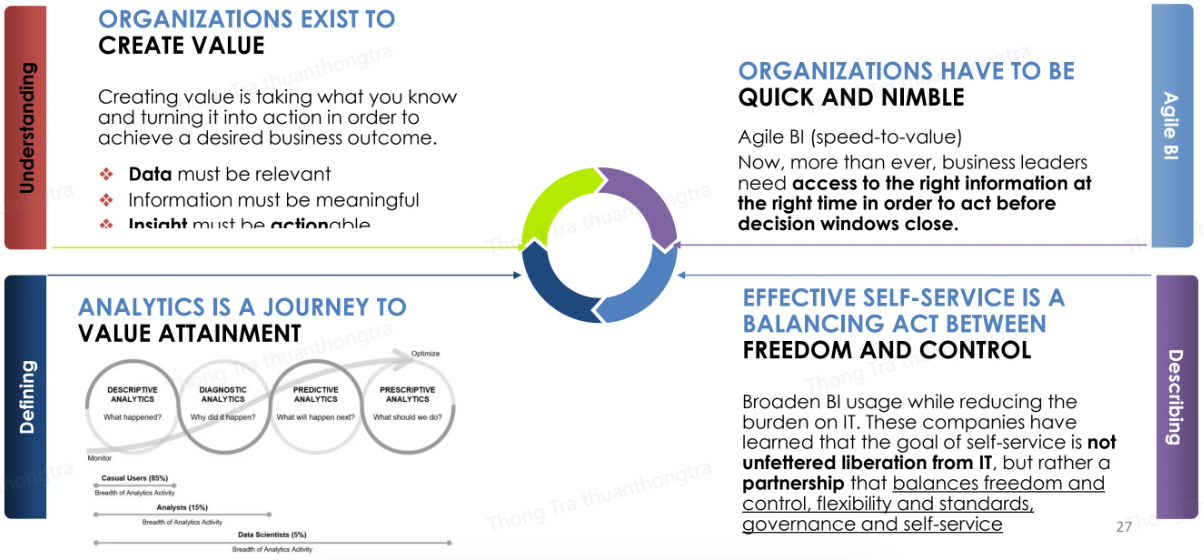 Understanding
ORGANIZATIONS EXIST TO
CREATE VALUE
Creating value is taking what you know
and turning it into action in order to
achieve a desired business outcome.
❖ Data must be relevant
❖ Information must be meaningful
❖ Insight must be actionable
Agile BI
ORGANIZATIONS HAVE TO BE
QUICK AND NIMBLE
Agile BI (speed-to-value)
Now, more than ever, business leaders
need access to the right information at
the right time in order to act before
decision windows close.
Defining
ANALYTICS IS A JOURNEY TO
VALUE ATTAINMENT
Optimize
DESCRIPTIVE ANALYTICS
What happened?
DIAGNOSTIC ANALYTICS
Why did it happen?
PREDICTIVE ANALYTICS
What will happen next?
PRESCRIPTIVE ANALYTICS
What should we do?
Monitor
Casual Users (85%)
Breadth of Analytics Activity
Analysts (15%)
Breadth of Analytics Activity
Data Scientists (5%)
Breadth of Analytics Activity
Describing
EFFECTIVE SELF-SERVICE IS A
BALANCING ACT BETWEEN
FREEDOM AND CONTROL
Broaden BI usage while reducing the
burden on IT. These companies have
learned that the goal of self-service is not
unfettered liberation from IT, but rather a
partnership that balances freedom and
control, flexibility and standards,
governance and self-service
27
Thong Tra thuanthongtra